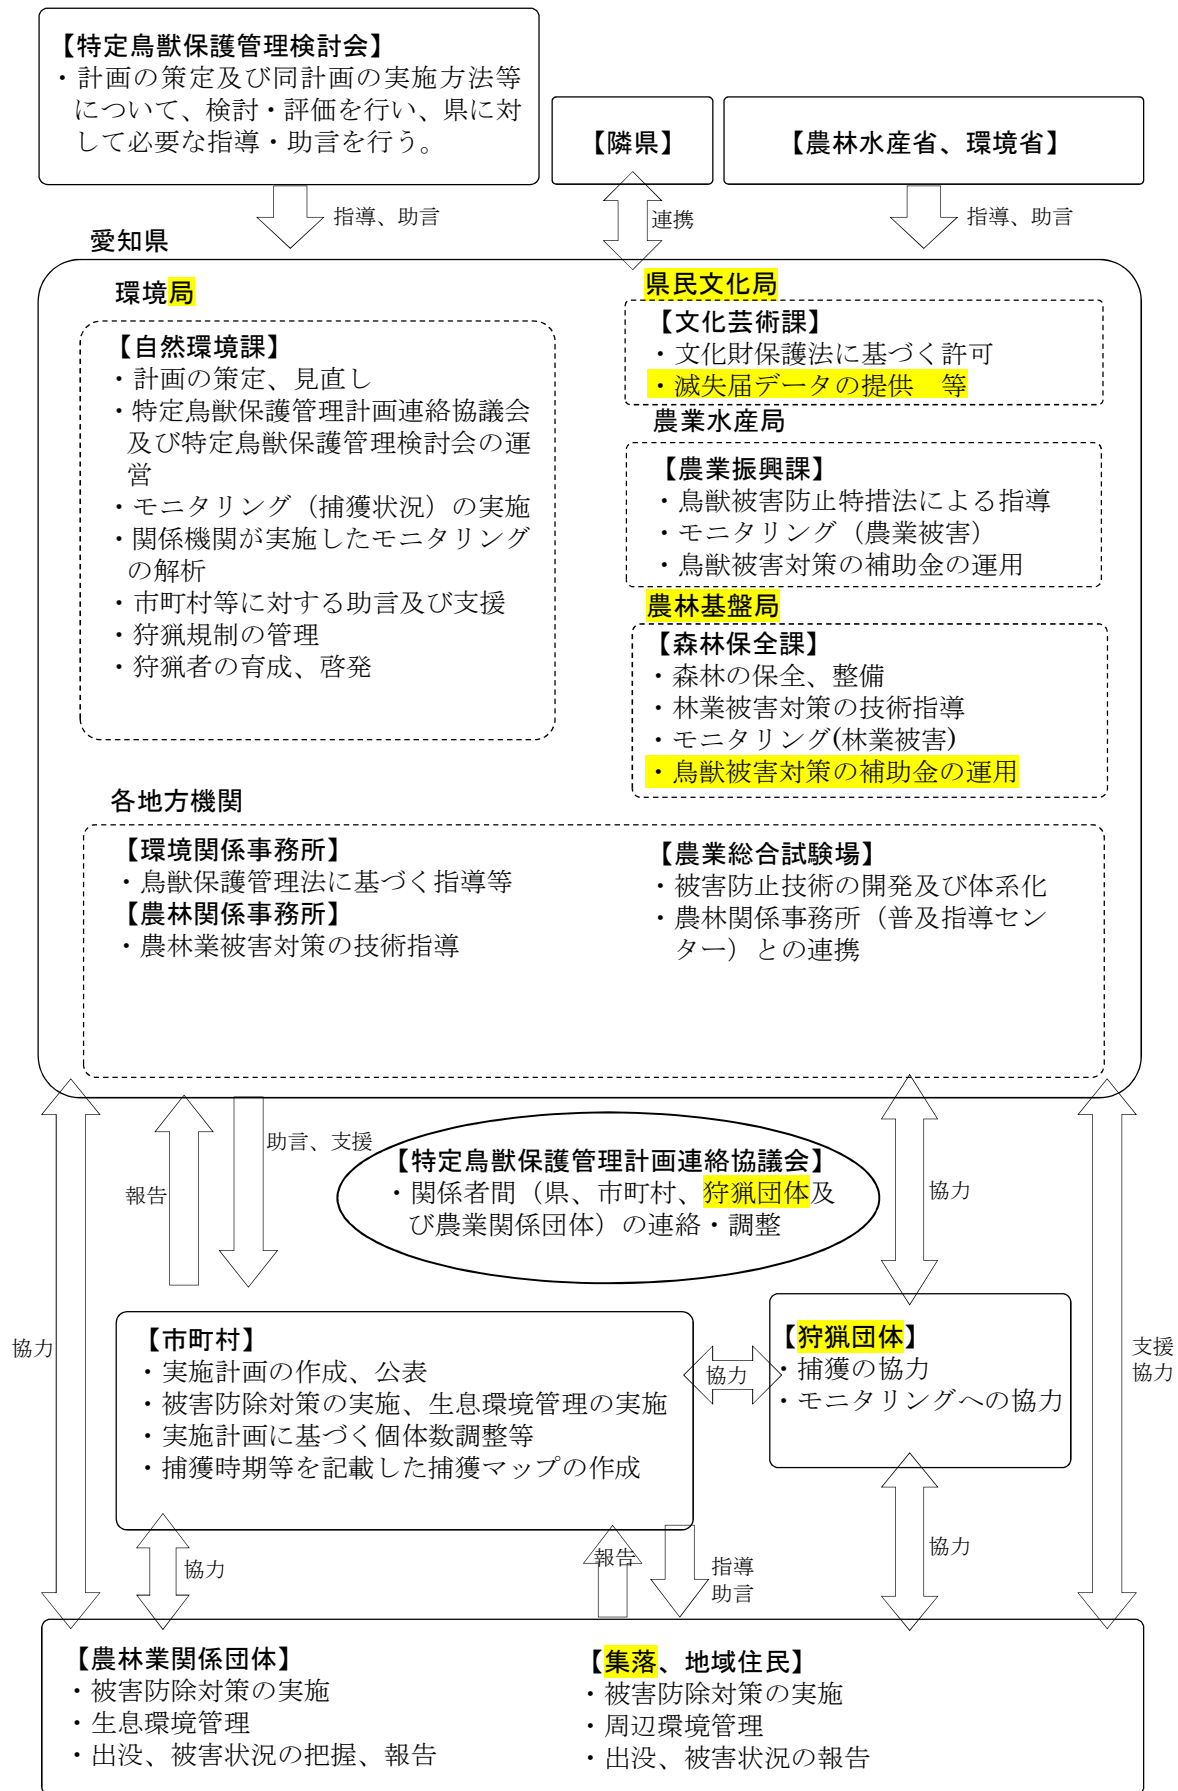 【特定鳥獣保護管理検討会】
・計画の策定及び同計画の実施方法等
について、検討・評価を行い、県に対
して必要な指導・助言を行う。
【隣県】
【農林水産省、環境省】
指導、助言
連携
指導、助言
愛知県
環境局
【自然環境課】
・計画の策定、見直し
・特定鳥獣保護管理計画連絡協議会
及び特定鳥獣保護管理検討会の運
営
・モニタリング（捕獲状況）の実施
・関係機関が実施したモニタリング
の解析
・市町村等に対する助言及び支援
・狩猟規制の管理
・狩猟者の育成、啓発
県民文化局
【文化芸術課】
・文化財保護法に基づく許可
・滅失届データの提供　等
農業水産局
【農業振興課】
・鳥獣被害防止特措法による指導
・モニタリング（農業被害）
・鳥獣被害対策の補助金の運用
農林基盤局
【森林保全課】
・森林の保全、整備
・林業被害対策の技術指導
・モニタリング(林業被害)
・鳥獣被害対策の補助金の運用
各地方機関
【環境関係事務所】
・鳥獣保護管理法に基づく指導等
【農林関係事務所】
・農林業被害対策の技術指導
【農業総合試験場】
・被害防止技術の開発及び体系化
・農林関係事務所（普及指導セン
ター）との連携
報告
助言、支援
【特定鳥獣保護管理計画連絡協議会】
・関係者間（県、市町村、狩猟団体及
び農業関係団体）の連絡・調整
協力
協力
【市町村】
・実施計画の作成、公表
・被害防除対策の実施、生息環境管理の実施
・実施計画に基づく個体数調整等
・捕獲時期等を記載した捕獲マップの作成
協力
【狩猟団体】
・捕獲の協力
・モニタリングへの協力
支援
協力
協力
報告
指導
助言
協力
【農林業関係団体】
・被害防除対策の実施
・生息環境管理
・出没、被害状況の把握、報告
【集落、地域住民】
・被害防除対策の実施
・周辺環境管理
・出没、被害状況の報告